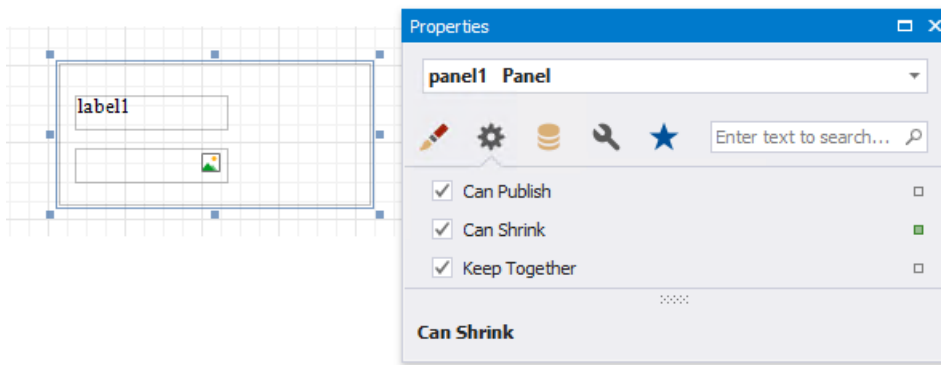 label1
Properties
panel1 Panel
Enter text to search...
Can Publish
Can Shrink
Keep Together
Can Shrink